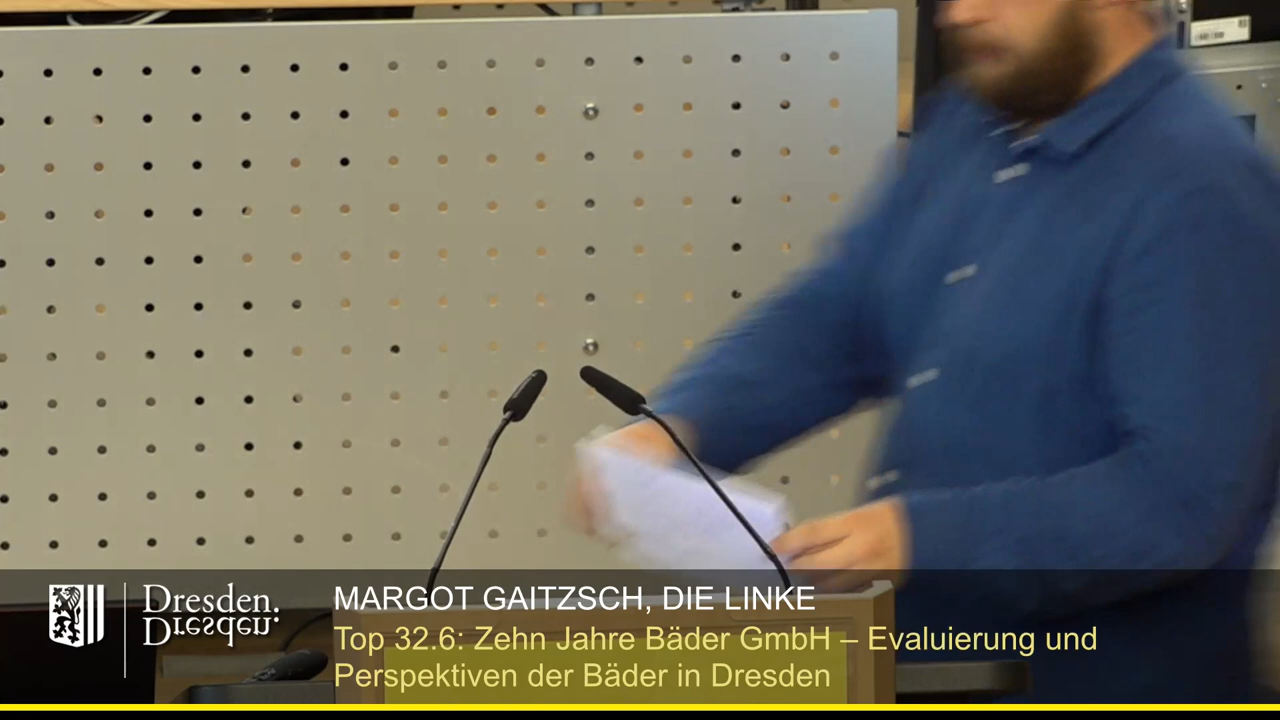 Dresden.
Dresden.
MARGOT GAITZSCH, DIE LINKE
Top 32.6: Zehn Jahre Bäder GmbH – Evaluierung und
Perspektiven der Bäder in Dresden